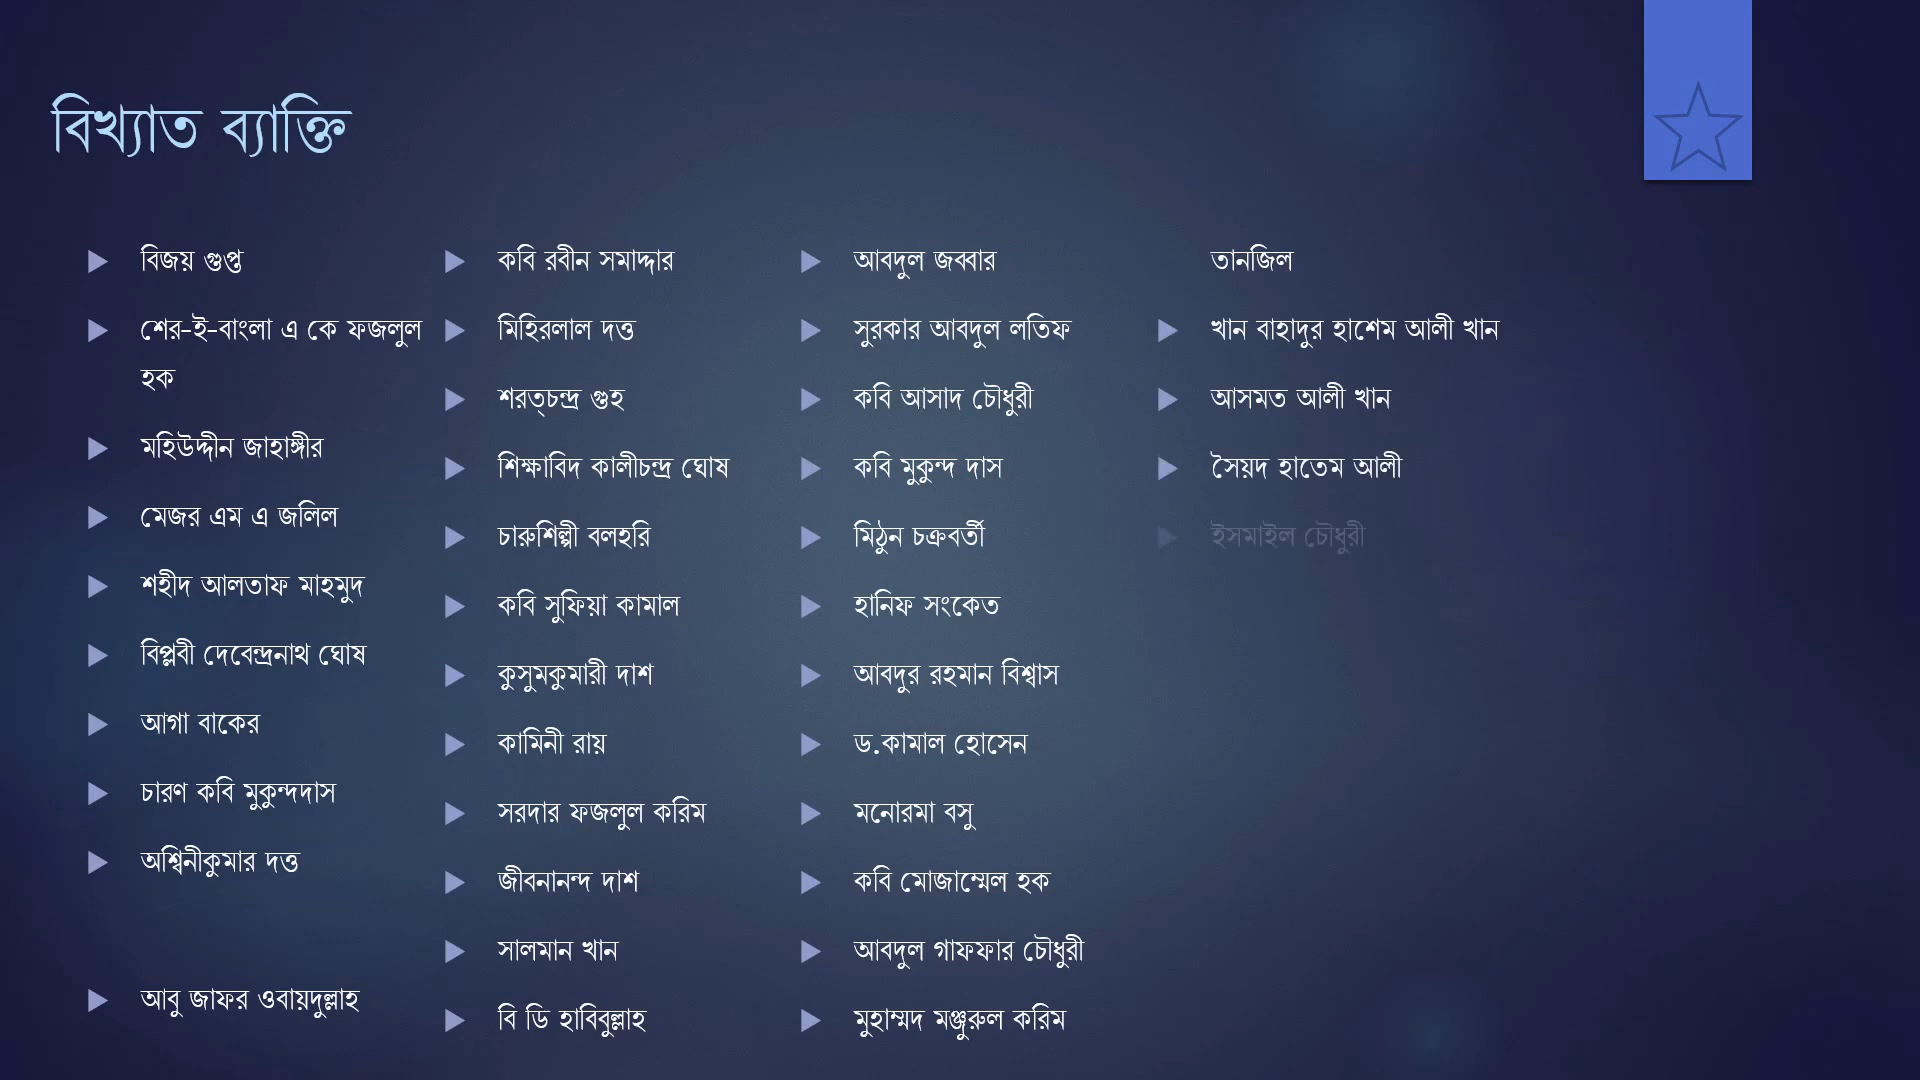 বিখ্যাত ব্যাক্তি
বিজয় গুপ্ত
শের-ই-বাংলা এ কে ফজলুল
হক
মহিউদ্দীন জাহাঙ্গীর
মেজর এম এ জলিল
শহীদ আলতাফ মাহমুদ
বিপ্লবী দেবেন্দ্রনাথ ঘোষ
আগা বাকের
চারণ কবি মুকুন্দদাস
অশ্বিনীকুমার দত্ত
আবু জাফর ওবায়দুল্লাহ
কবি রবীন সমাদ্দার
মিহিরলাল দত্ত
শরত্চন্দ্র গুহ
শিক্ষাবিদ কালীচন্দ্র ঘোষ
চারুশিল্পী বলহরি
কবি সুফিয়া কামাল
কুসুমকুমারী দাশ
কামিনী রায়
সরদার ফজলুল করিম
জীবনানন্দ দাশ
সালমান খান
বি ডি হাবিবুল্লাহ
আবদুল জব্বার
সুরকার আবদুল লতিফ
কবি আসাদ চৌধুরী
কবি মুকুন্দ দাস
মিঠুন চক্রবর্তী
হানিফ সংকেত
আবদুর রহমান বিশ্বাস
ড.কামাল হোসেন
মনোরমা বসু
কবি মোজাম্মেল হক
আবদুল গাফফার চৌধুরী
মুহাম্মদ মঞ্জুরুল করিম
তানজিল
খান বাহাদুর হাশেম আলী খান
আসমত আলী খান
সৈয়দ হাতেম আলী
ইসমাইল চৌধুরী